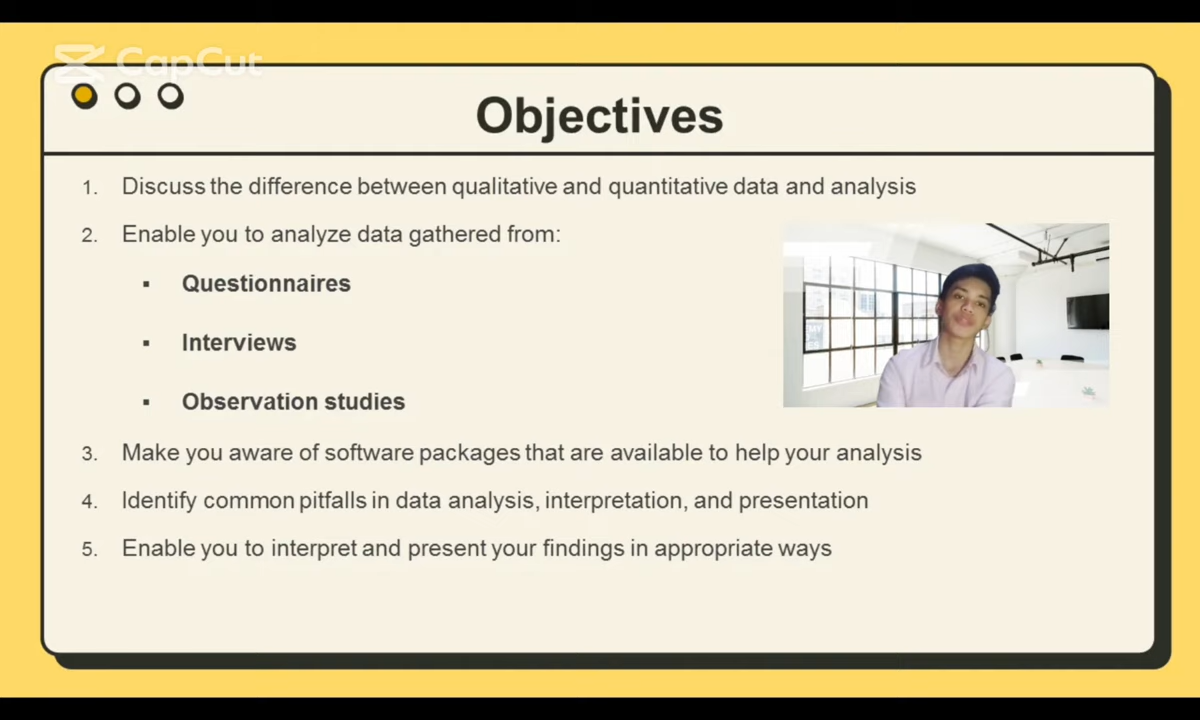 CapCut
Objectives
1. Discuss the difference between qualitative and quantitative data and analysis
2. Enable you to analyze data gathered from:
▪ Questionnaires
▪ Interviews
▪ Observation studies
3. Make you aware of software packages that are available to help your analysis
4. Identify common pitfalls in data analysis, interpretation, and presentation
5. Enable you to interpret and present your findings in appropriate ways